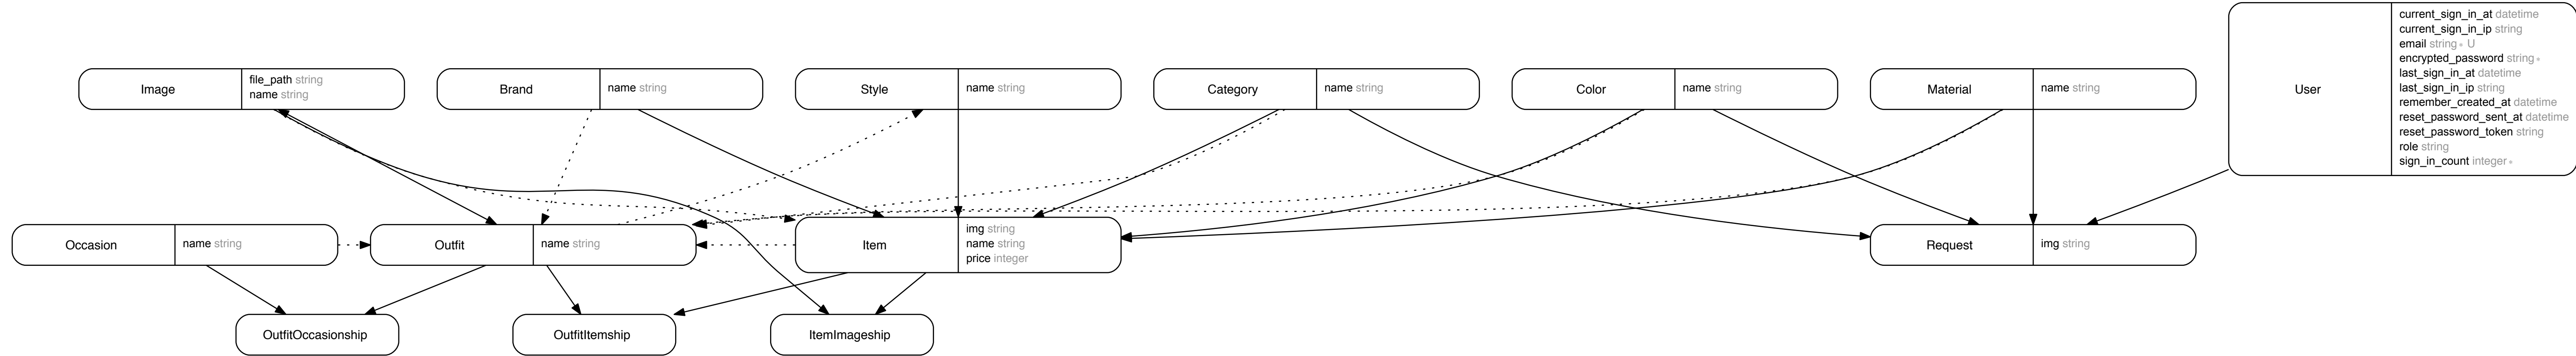 current_sign_in_at datetime
current_sign_in_ip string
email string∗ U
encrypted_password string∗
last_sign_in_at datetime
last_sign_in_ip string
remember_created_at datetime
reset_password_sent_at datetime
reset_password_token string
role string
sign_in_count integer∗
User
Image
file_path string
name string
Brand
name string
Style
name string
Category
name string
Color
name string
Material
name string
Occasion
name string
Outfit
name string
Item
img string
name string
price integer
Request
img string
OutfitOccasionship
OutfitItemship
ItemImageship